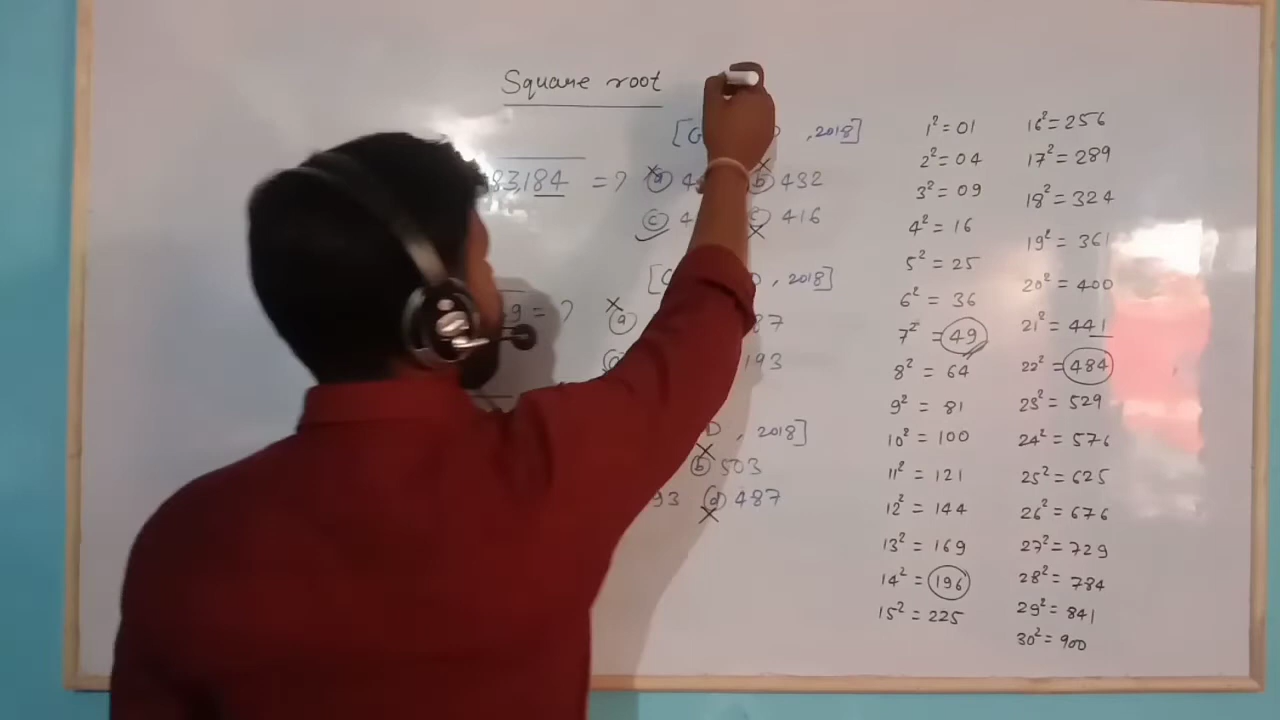 Square root
, 2018]
83,184 = ? (a) 4 (b) 432
(c) 4 416
, 2018]
9 = ? (a) 87
193
D , 2018]
(b) 503
93 (d) 487
1² = 01
2² = 04
3² = 09
4² = 16
5² = 25
6² = 36
7² = 49
8² = 64
9² = 81
10² = 100
11² = 121
12² = 144
13² = 169
14² = 196
15² = 225
16² = 256
17² = 289
18² = 324
19² = 361
20² = 400
21² = 441
22² = 484
23² = 529
24² = 576
25² = 625
26² = 676
27² = 729
28² = 784
29² = 841
30² = 900